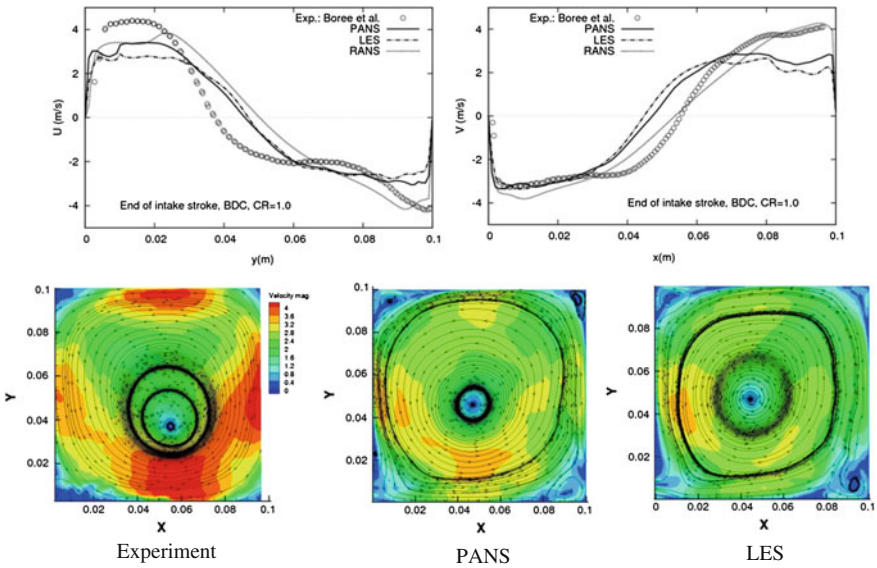 Exp.: Boree et al.
PANS
LES
RANS
4
2
0
-2
-4
U (m/s)
End of intake stroke, BDC, CR=1.0
0 0.02 0.04 0.06 0.08 0.1
y(m)
Exp.: Boree et al.
PANS
LES
RANS
4
2
0
-2
-4
V (m/s)
End of intake stroke, BDC, CR=1.0
0 0.02 0.04 0.06 0.08 0.1
x(m)
0.1
0.08
0.06
0.04
0.02
Y
0.02 0.04 0.06 0.08 0.1
X
Velocity mag
4
3.6
3.2
2.8
2.4
2
1.6
1.2
0.8
0.4
0
Experiment
0.1
0.08
0.06
0.04
0.02
Y
0.02 0.04 0.06 0.08 0.1
X
PANS
0.1
0.08
0.06
0.04
0.02
Y
0.02 0.04 0.06 0.08 0.1
X
LES